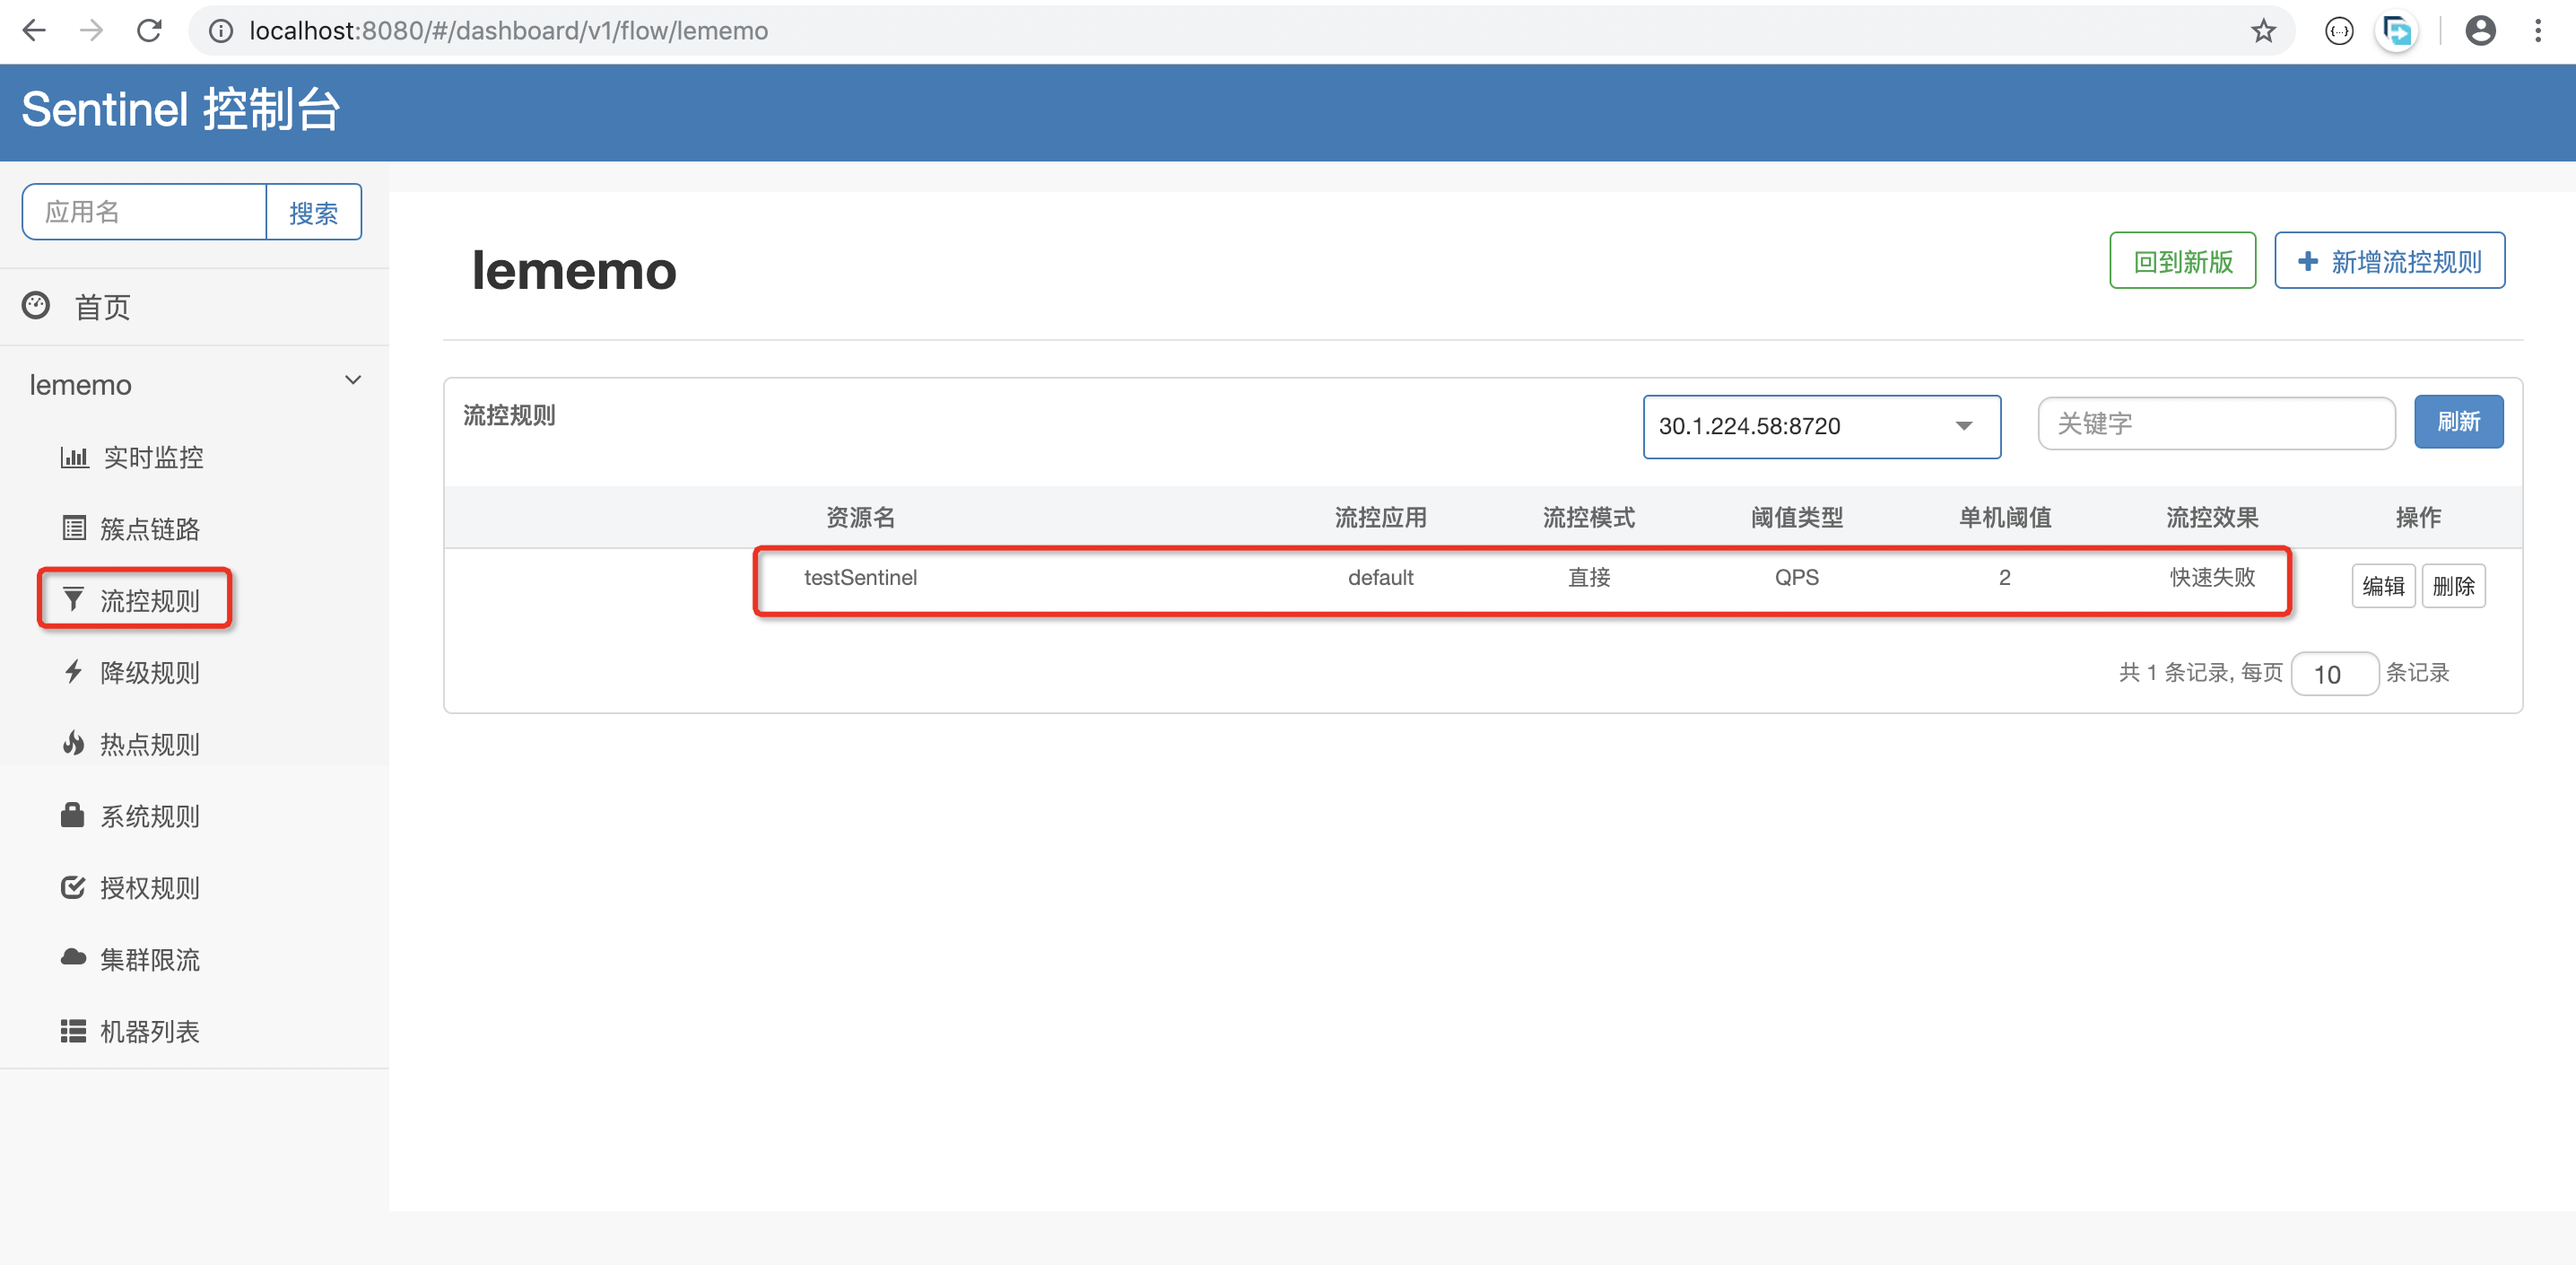 localhost:8080/#/dashboard/v1/flow/lememo
Sentinel 控制台
应用名 搜索
首页
lememo
实时监控
簇点链路
流控规则
降级规则
热点规则
系统规则
授权规则
集群限流
机器列表
lememo 回到新版 新增流控规则
流控规则 30.1.224.58:8720 关键字 刷新
资源名 流控应用 流控模式 阈值类型 单机阈值 流控效果 操作
testSentinel default 直接 QPS 2 快速失败 编辑 删除
共 1 条记录, 每页 10 条记录